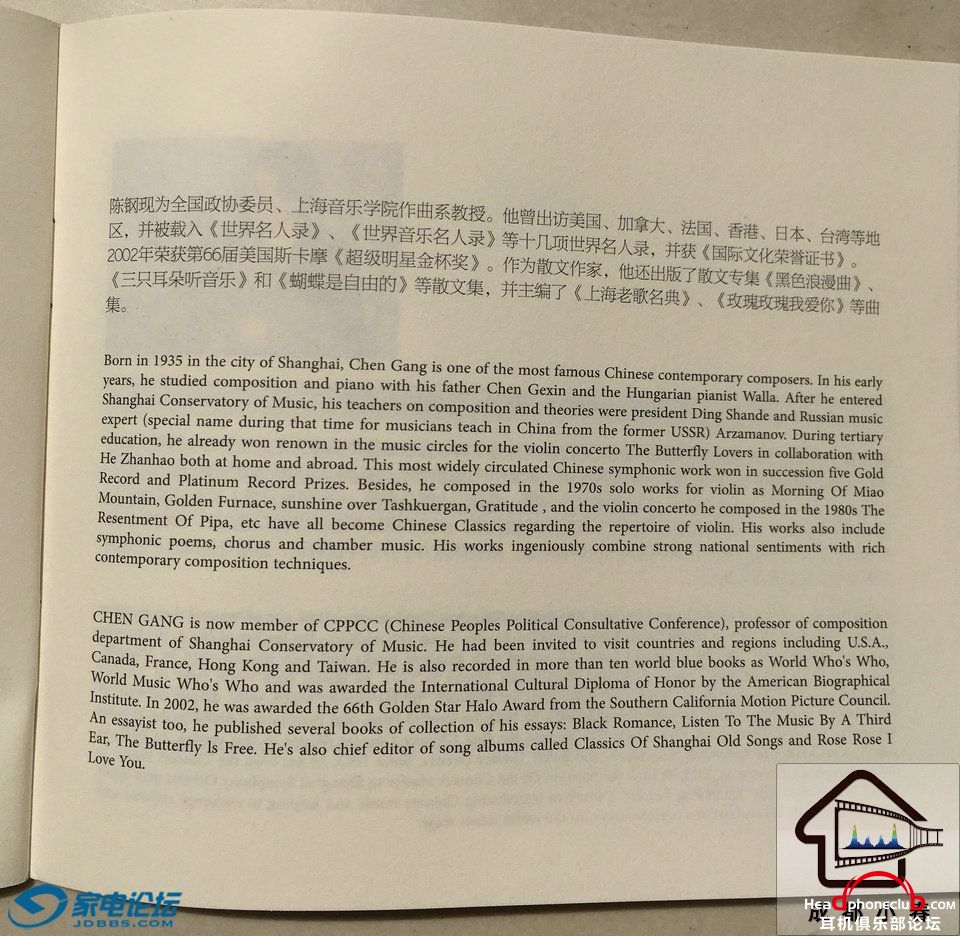 陈钢现为全国政协委员、上海音乐学院作曲系教授。他曾出访美国、加拿大、法国、香港、日本、台湾等地
区，并被载入《世界名人录》、《世界音乐名人录》等十几项世界名人录，并获《国际文化荣誉证书》。
2002年荣获第66届美国斯卡摩《超级明星金杯奖》。作为散文作家，他还出版了散文专集《黑色浪漫曲》、
《三只耳朵听音乐》和《蝴蝶是自由的》等散文集，并主编了《上海老歌名典》、《玫瑰玫瑰我爱你》等曲
集。
Born in 1935 in the city of Shanghai, Chen Gang is one of the most famous Chinese contemporary composers. In his early
years, he studied composition and piano with his father Chen Gexin and the Hungarian pianist Walla. After he entered
Shanghai Conservatory of Music, his teachers on composition and theories were president Ding Shande and Russian music
expert (special name during that time for musicians teach in China from the former USSR) Arzamanov. During tertiary
education, he already won renown in the music circles for the violin concerto The Butterfly Lovers in collaboration with
He Zhanhao both at home and abroad. This most widely circulated Chinese symphonic work won in succession five Gold
Record and Platinum Record Prizes. Besides, he composed in the 1970s solo works for violin as Morning Of Miao
Mountain, Golden Furnace, sunshine over Tashkuergan, Gratitude , and the violin concerto he composed in the 1980s The
Resentment Of Pipa, etc have all become Chinese Classics regarding the repertoire of violin. His works also include
symphonic poems, chorus and chamber music. His works ingeniously combine strong national sentiments with rich
contemporary composition techniques.
CHEN GANG is now member of CPPCC (Chinese Peoples Political Consultative Conference), professor of composition
department of Shanghai Conservatory of Music. He had been invited to visit countries and regions including U.S.A.,
Canada, France, Hong Kong and Taiwan. He is also recorded in more than ten world blue books as World Who's Who,
World Music Who's Who and was awarded the International Cultural Diploma of Honor by the American Biographical
Institute. In 2002, he was awarded the 66th Golden Star Halo Award from the Southern California Motion Picture Council.
An essayist too, he published several books of collection of his essays: Black Romance, Listen To The Music By A Third
Ear, The Butterfly ls Free. He's also chief editor of song albums called Classics Of Shanghai Old Songs and Rose Rose I
Love You.
家电论坛
JDBBS.COM
成都小春
耳机俱乐部论坛